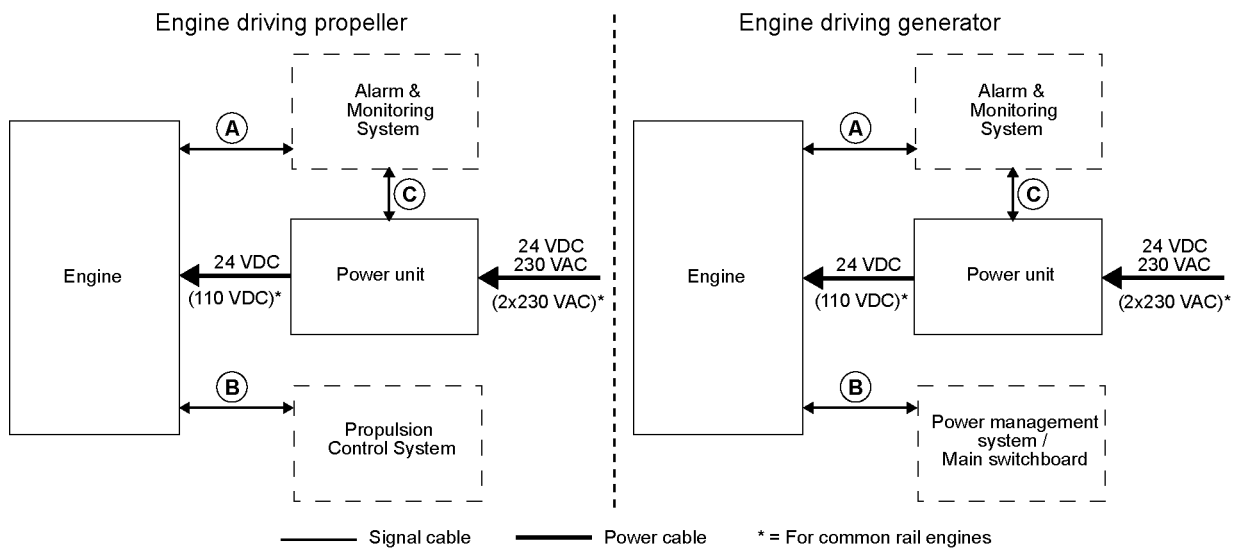 Engine driving propeller
Alarm &
Monitoring
System
A
C
Engine
24 VDC
(110 VDC)*
Power unit
24 VDC
230 VAC
(2x230 VAC)*
B
Propulsion
Control System
Engine driving generator
Alarm &
Monitoring
System
A
C
Engine
24 VDC
(110 VDC)*
Power unit
24 VDC
230 VAC
(2x230 VAC)*
B
Power management
system /
Main switchboard
Signal cable
Power cable
* = For common rail engines